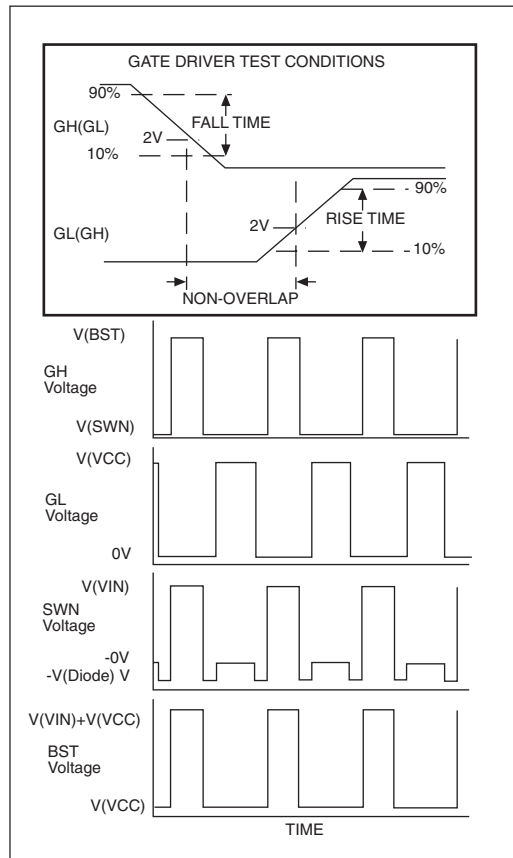 GATE DRIVER TEST CONDITIONS
90%
FALL TIME
GH(GL)
2V
10%
90%
2V
RISE TIME
GL(GH)
10%
NON-OVERLAP
V(BST)
GH
Voltage
V(SWN)
V(VCC)
GL
Voltage
0V
V(VIN)
SWN
Voltage
-0V
-V(Diode) V
V(VIN)+V(VCC)
BST
Voltage
V(VCC)
TIME